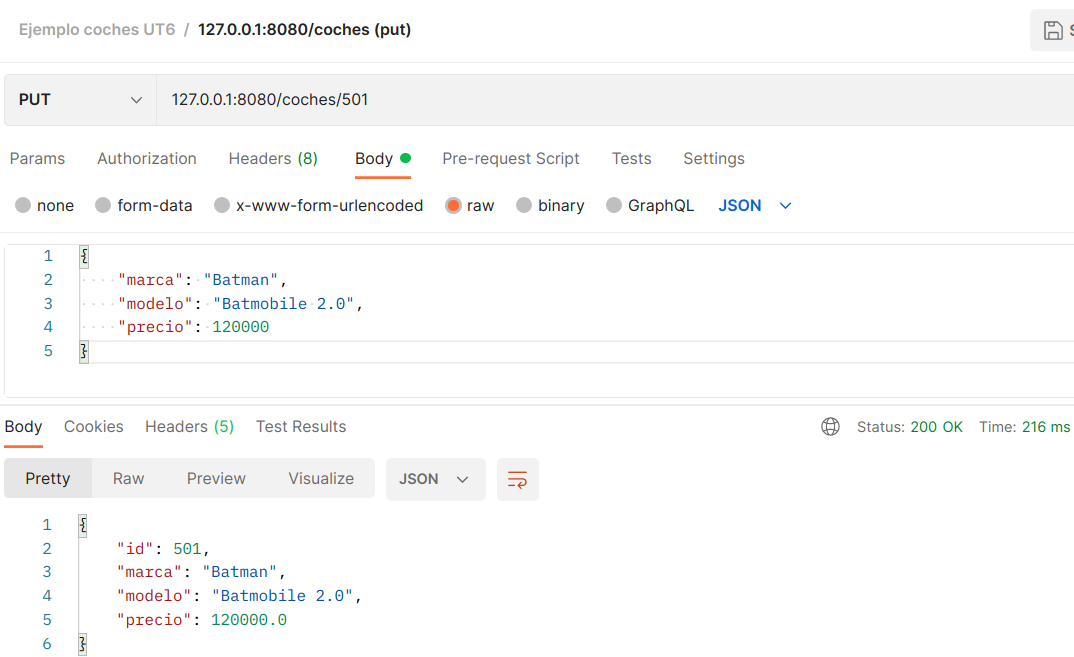 Ejemplo coches UT6 / 127.0.0.1:8080/coches (put)
PUT 127.0.0.1:8080/coches/501
Params Authorization Headers (8) Body Pre-request Script Tests Settings
none form-data x-www-form-urlencoded raw binary GraphQL JSON
1 {
2 "marca": "Batman",
3 "modelo": "Batmobile 2.0",
4 "precio": 120000
5 }
Body Cookies Headers (5) Test Results Status: 200 OK Time: 216 ms
Pretty Raw Preview Visualize JSON
1 {
2 "id": 501,
3 "marca": "Batman",
4 "modelo": "Batmobile 2.0",
5 "precio": 120000.0
6 }